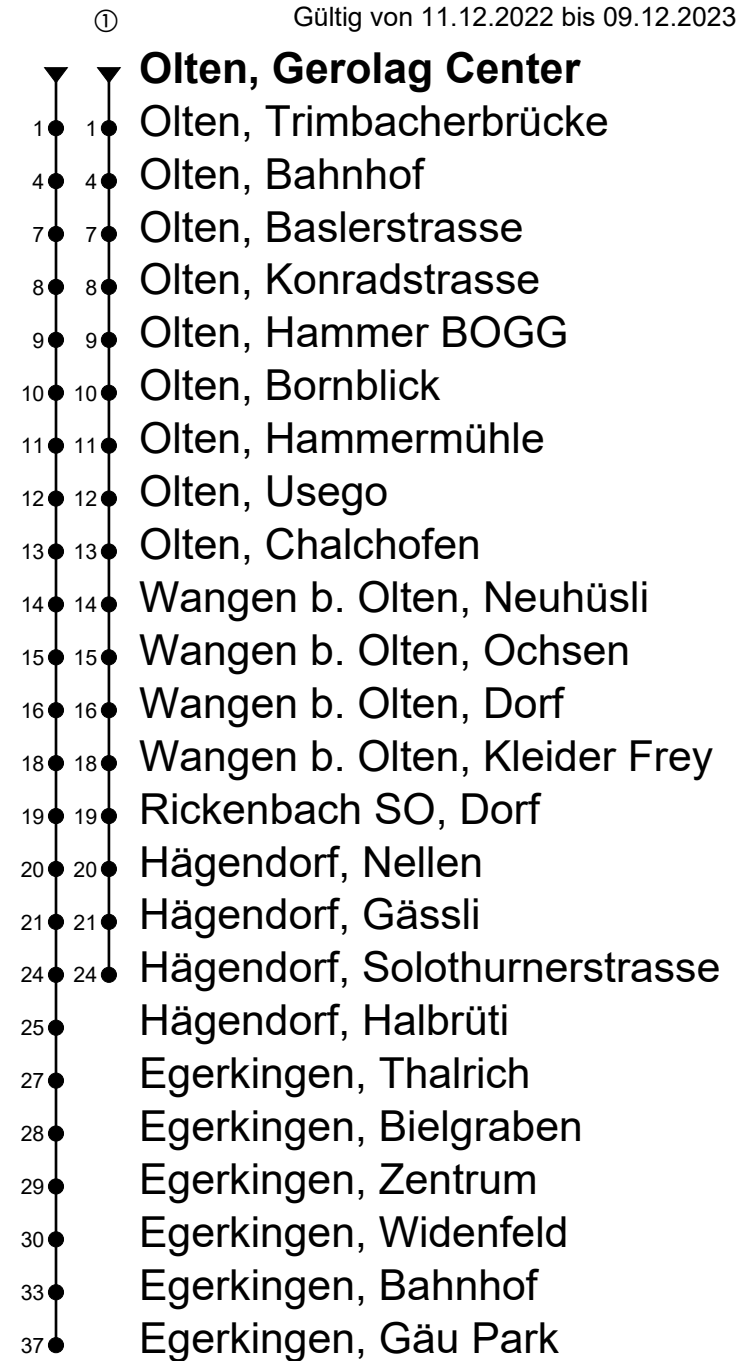 ① Gültig von 11.12.2022 bis 09.12.2023
Olten, Gerolag Center
1 1 Olten, Trimbacherbrücke
4 4 Olten, Bahnhof
7 7 Olten, Baslerstrasse
8 8 Olten, Konradstrasse
9 9 Olten, Hammer BOGG
10 10 Olten, Bornblick
11 11 Olten, Hammermühle
12 12 Olten, Usego
13 13 Olten, Chalchofen
14 14 Wangen b. Olten, Neuhüsli
15 15 Wangen b. Olten, Ochsen
16 16 Wangen b. Olten, Dorf
18 18 Wangen b. Olten, Kleider Frey
19 19 Rickenbach SO, Dorf
20 20 Hägendorf, Nellen
21 21 Hägendorf, Gässli
24 24 Hägendorf, Solothurnerstrasse
25 Hägendorf, Halbrüti
27 Egerkingen, Thalrich
28 Egerkingen, Bielgraben
29 Egerkingen, Zentrum
30 Egerkingen, Widenfeld
33 Egerkingen, Bahnhof
37 Egerkingen, Gäu Park